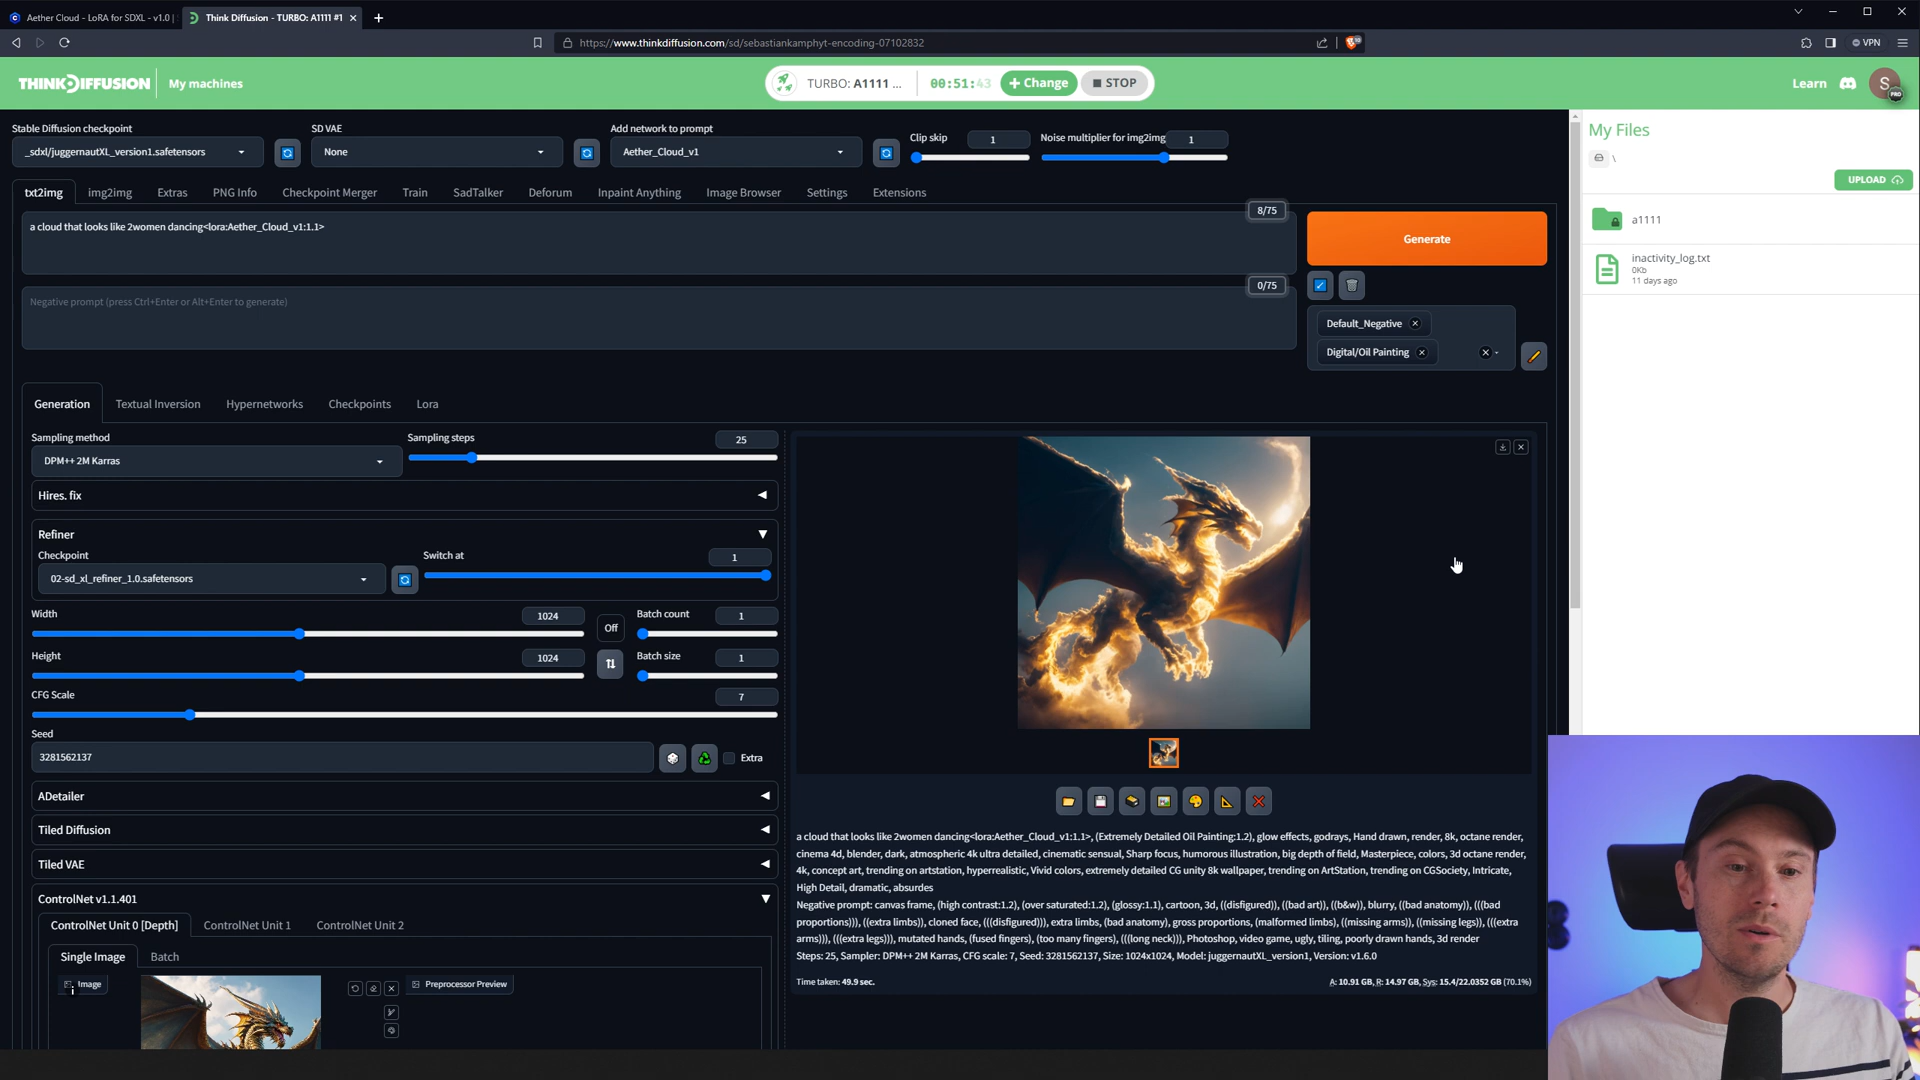 Aether Cloud - LoRA for SDXL - v1.0 |
Think Diffusion - TURBO: A1111 #1
https://www.thinkdiffusion.com/sd/sebastiankamphyt-encoding-07102832
VPN
THINKDIFFUSION
My machines
TURBO: A1111 ...
00:51:43
+ Change
STOP
Learn
S
PRO
Stable Diffusion checkpoint
SD VAE
Add network to prompt
Clip skip
1
Noise multiplier for img2img
1
_sdxl/juggernautXL_version1.safetensors
None
Aether_Cloud_v1
txt2img
img2img
Extras
PNG Info
Checkpoint Merger
Train
SadTalker
Deforum
Inpaint Anything
Image Browser
Settings
Extensions
8/75
a cloud that looks like 2women dancing<lora:Aether_Cloud_v1:1.1>
Generate
0/75
Negative prompt (press Ctrl+Enter or Alt+Enter to generate)
Default_Negative
Digital/Oil Painting
Generation
Textual Inversion
Hypernetworks
Checkpoints
Lora
Sampling method
DPM++ 2M Karras
Sampling steps
25
Hires. fix
Refiner
Checkpoint
02-sd_xl_refiner_1.0.safetensors
Switch at
1
Width
1024
Off
Batch count
1
Height
1024
Batch size
1
CFG Scale
7
Seed
3281562137
Extra
ADetailer
Tiled Diffusion
Tiled VAE
ControlNet v1.1.401
ControlNet Unit 0 [Depth]
ControlNet Unit 1
ControlNet Unit 2
Single Image
Batch
Image
Preprocessor Preview
a cloud that looks like 2women dancing<lora:Aether_Cloud_v1:1.1>, (Extremely Detailed Oil Painting:1.2), glow effects, godrays, Hand drawn, render, 8k, octane render,
cinema 4d, blender, dark, atmospheric 4k ultra detailed, cinematic sensual, Sharp focus, humorous illustration, big depth of field, Masterpiece, colors, 3d octane render,
4k, concept art, trending on artstation, hyperrealistic, Vivid colors, extremely detailed CG unity 8k wallpaper, trending on ArtStation, trending on CGSociety, Intricate,
High Detail, dramatic, absurdes
Negative prompt: canvas frame, (high contrast:1.2), (over saturated:1.2), (glossy:1.1), cartoon, 3d, ((disfigured)), ((bad art)), ((b&w)), blurry, ((bad anatomy)), (((bad
proportions))), ((extra limbs)), cloned face, (((disfigured))), extra limbs, (bad anatomy), gross proportions, (malformed limbs), ((missing arms)), ((missing legs)), (((extra
arms))), (((extra legs))), mutated hands, (fused fingers), (too many fingers), (((long neck))), Photoshop, video game, ugly, tiling, poorly drawn hands, 3d render
Steps: 25, Sampler: DPM++ 2M Karras, CFG scale: 7, Seed: 3281562137, Size: 1024x1024, Model: juggernautXL_version1, Version: v1.6.0
Time taken: 49.9 sec.
A: 10.91 GB, R: 14.97 GB, Sys: 15.4/22.0352 GB (70.1%)
My Files
\
UPLOAD
a1111
inactivity_log.txt
0Kb
11 days ago